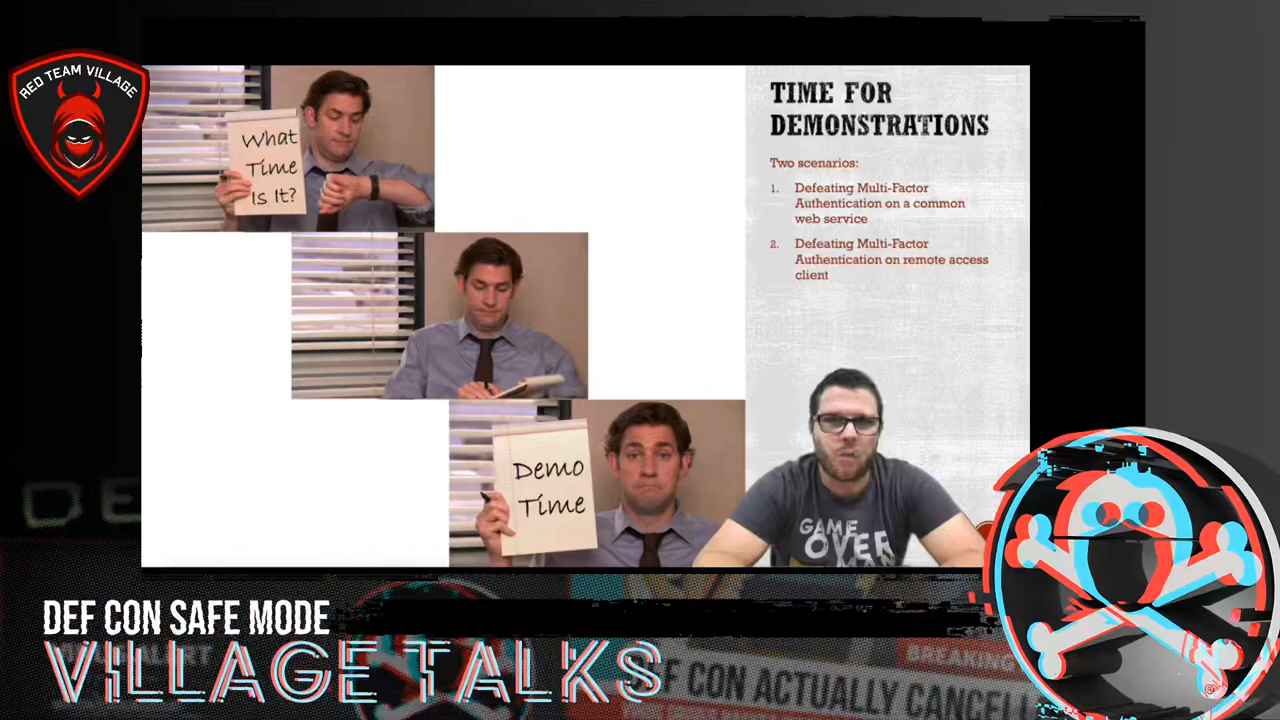 RED TEAM VILLAGE
What
Time
Is It?
Demo
Time
TIME FOR
DEMONSTRATIONS
Two scenarios:
1. Defeating Multi-Factor
Authentication on a common
web service
2. Defeating Multi-Factor
Authentication on remote access
client
GAME
OVER
DEF CON SAFE MODE
VILLAGE TALKS
BREAKING
DEF CON ACTUALLY CANCELL